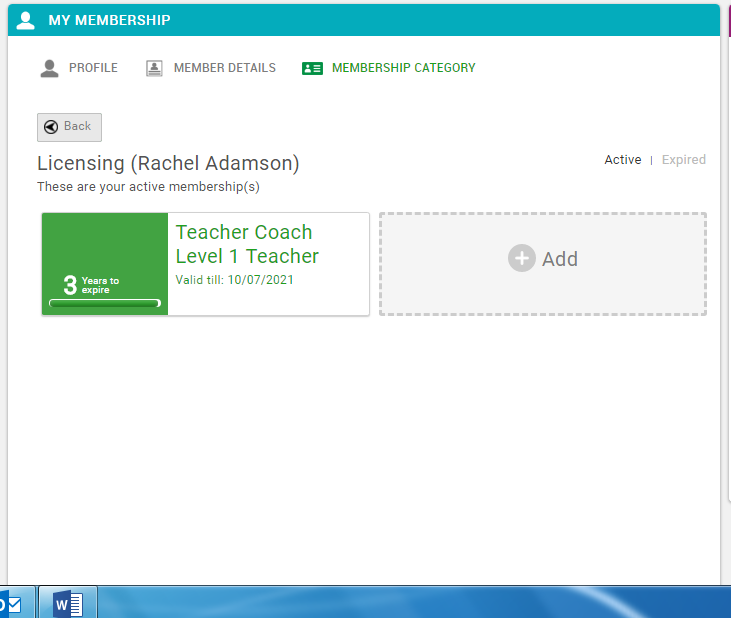 MY MEMBERSHIP
PROFILE
MEMBER DETAILS
MEMBERSHIP CATEGORY
Back
Licensing (Rachel Adamson)
Active | Expired
These are your active membership(s)
Teacher Coach
Level 1 Teacher
Valid till: 10/07/2021
3 Years to
expire
Add
W